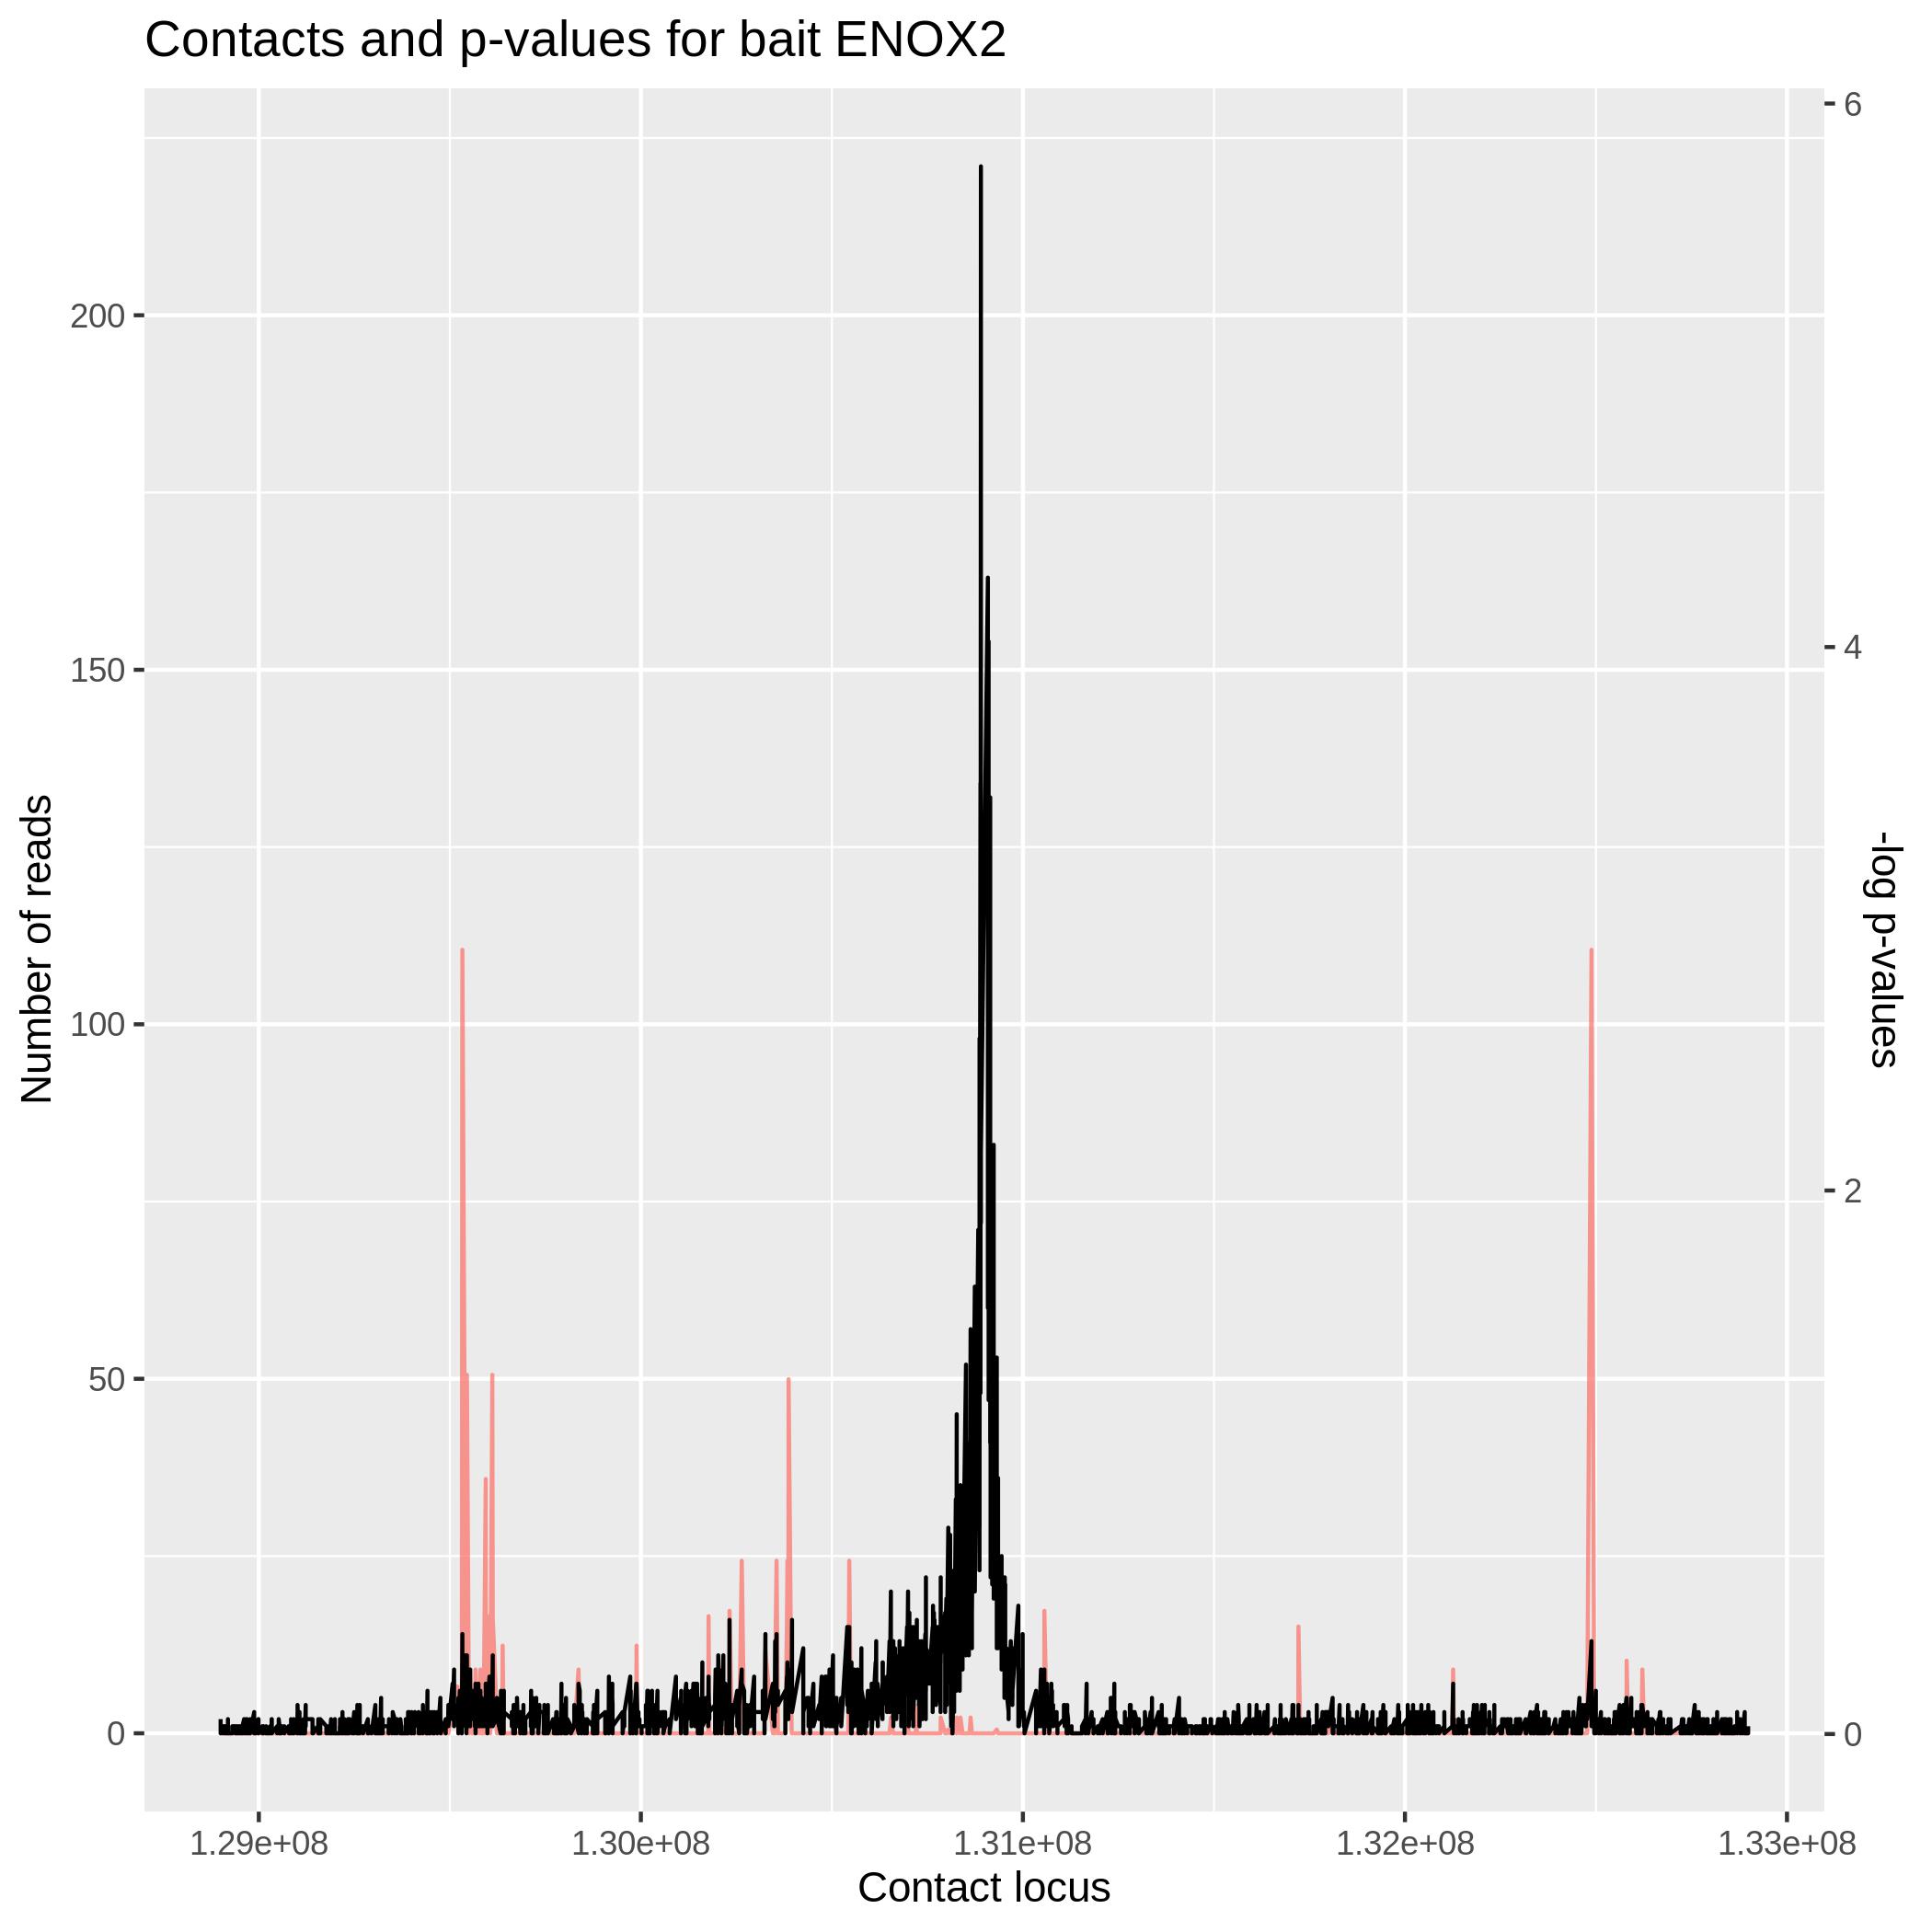 Contacts and p-values for bait ENOX2
Number of reads
200
150
100
50
0
6
4
2
0
-log p-values
1.29e+08
1.30e+08
1.31e+08
1.32e+08
1.33e+08
Contact locus